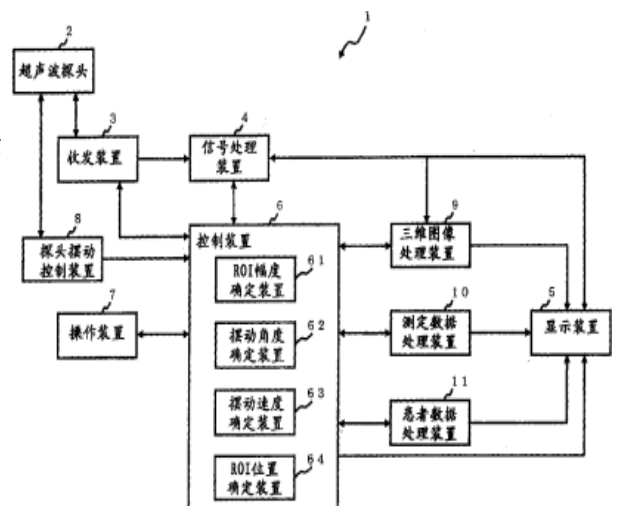 1
2
超声波探头
3
收发装置
4
信号处理
装置
8
探头摆动
控制装置
7
操作装置
6
控制装置
61
ROI幅度
确定装置
62
摆动角度
确定装置
63
摆动速度
确定装置
64
ROI位置
确定装置
9
三维图像
处理装置
10
测定数据
处理装置
11
患者数据
处理装置
5
显示装置